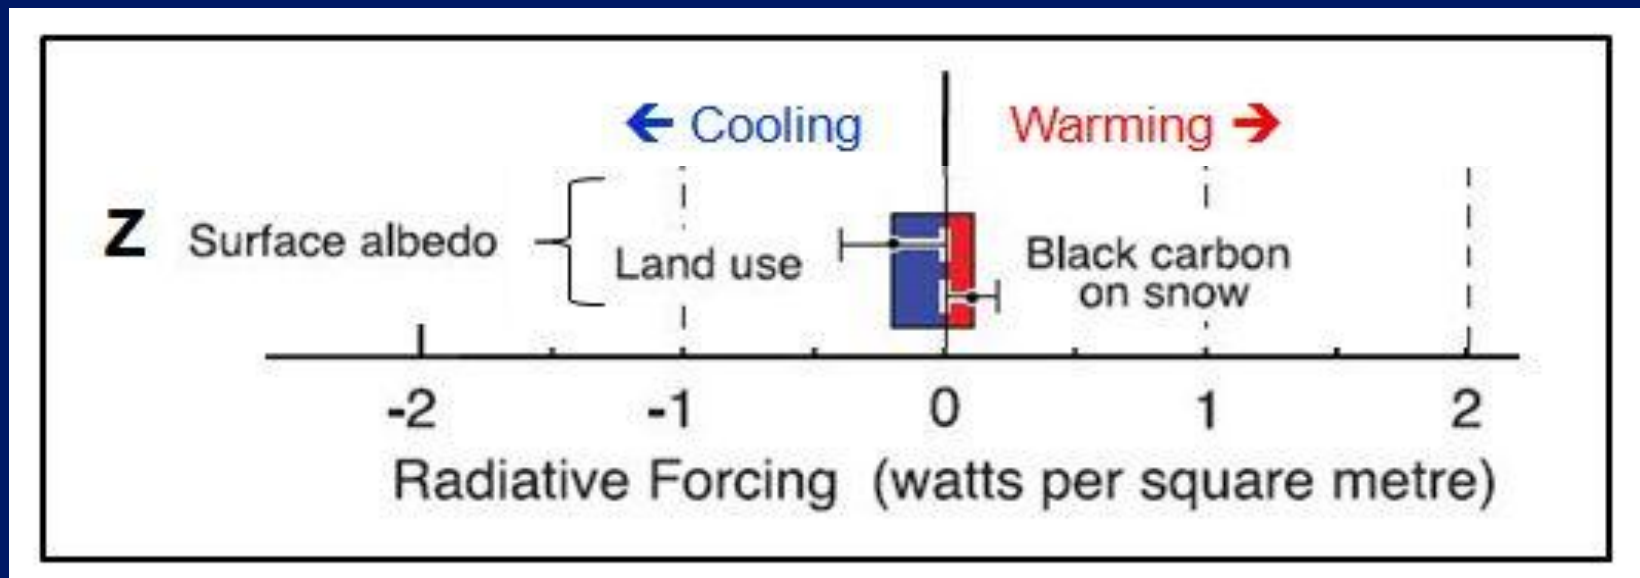 ← Cooling Warming →
Z Surface albedo Land use Black carbon
on snow
-2 -1 0 1 2
Radiative Forcing (watts per square metre)